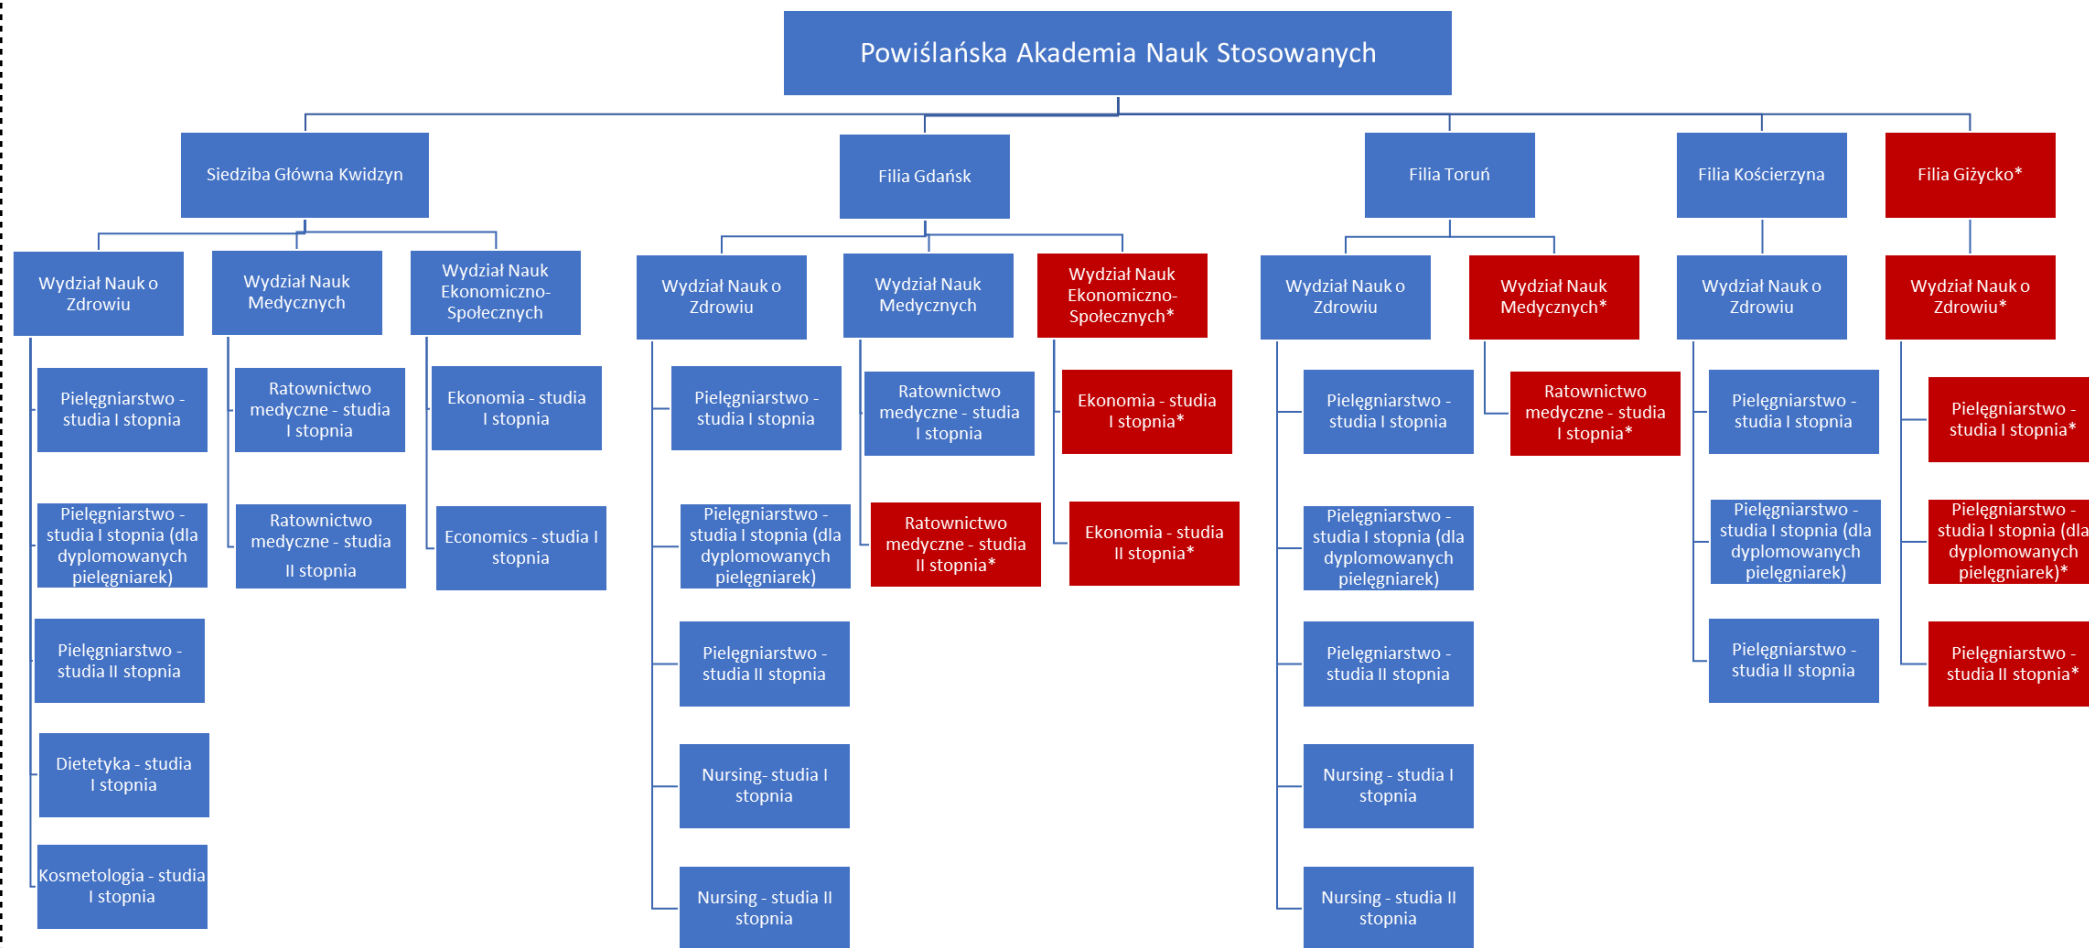 Powiślańska Akademia Nauk Stosowanych
Siedziba Główna Kwidzyn
Filia Gdańsk
Filia Toruń
Filia Kościerzyna
Filia Giżycko*
Wydział Nauk o
Zdrowiu
Wydział Nauk
Medycznych
Wydział Nauk
Ekonomiczno-
Społecznych
Wydział Nauk o
Zdrowiu
Wydział Nauk
Medycznych
Wydział Nauk
Ekonomiczno-
Społecznych*
Wydział Nauk o
Zdrowiu
Wydział Nauk
Medycznych*
Wydział Nauk o
Zdrowiu
Wydział Nauk o
Zdrowiu*
Pielęgniarstwo -
studia I stopnia
Ratownictwo
medyczne - studia
I stopnia
Ekonomia - studia
I stopnia
Pielęgniarstwo -
studia I stopnia
Ratownictwo
medyczne - studia
I stopnia
Ekonomia - studia
I stopnia*
Pielęgniarstwo -
studia I stopnia
Ratownictwo
medyczne - studia
I stopnia*
Pielęgniarstwo -
studia I stopnia
Pielęgniarstwo -
studia I stopnia*
Pielęgniarstwo -
studia I stopnia (dla
dyplomowanych
pielęgniarek)
Ratownictwo
medyczne - studia
II stopnia
Economics - studia I
stopnia
Pielęgniarstwo -
studia I stopnia (dla
dyplomowanych
pielęgniarek)
Ratownictwo
medyczne - studia
II stopnia*
Ekonomia - studia
II stopnia*
Pielęgniarstwo -
studia I stopnia (dla
dyplomowanych
pielęgniarek)
Pielęgniarstwo -
studia I stopnia (dla
dyplomowanych
pielęgniarek)
Pielęgniarstwo -
studia I stopnia (dla
dyplomowanych
pielęgniarek)*
Pielęgniarstwo -
studia II stopnia
Pielęgniarstwo -
studia II stopnia
Pielęgniarstwo -
studia II stopnia
Pielęgniarstwo -
studia II stopnia
Pielęgniarstwo -
studia II stopnia*
Dietetyka - studia
I stopnia
Nursing- studia I
stopnia
Nursing - studia I
stopnia
Kosmetologia - studia
I stopnia
Nursing - studia II
stopnia
Nursing - studia II
stopnia